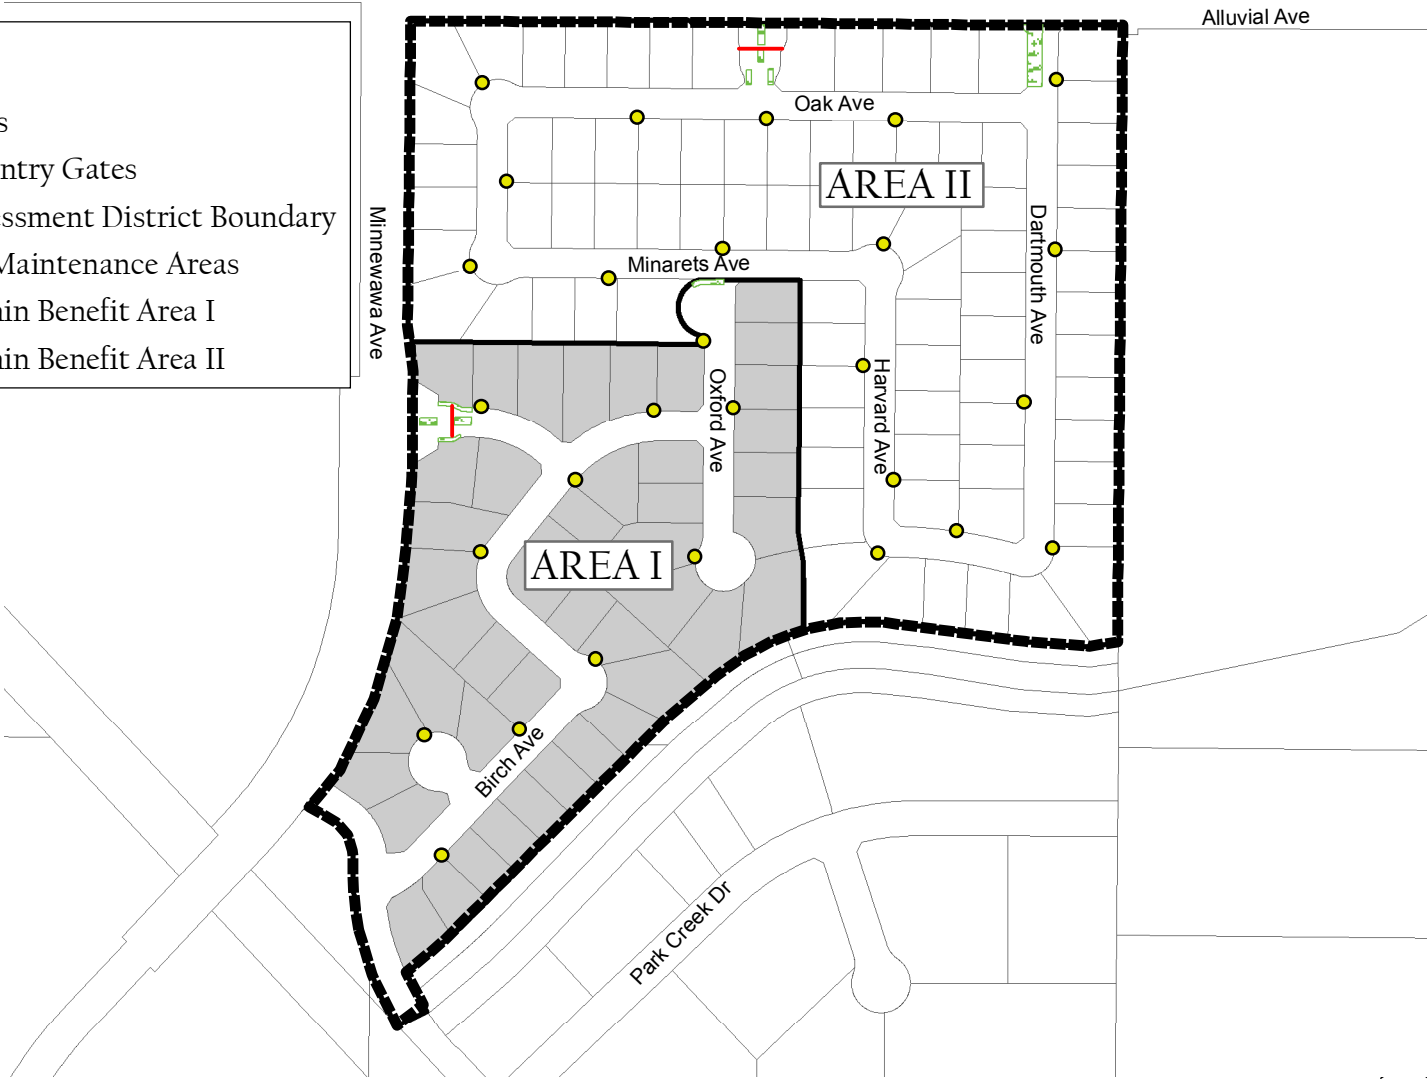 Alluvial Ave
s
ntry Gates
essment District Boundary
Maintenance Areas
in Benefit Area I
in Benefit Area II
Minnewawa Ave
Oak Ave
AREA II
Dartmouth Ave
Minarets Ave
Harvard Ave
Oxford Ave
AREA I
Birch Ave
Park Creek Dr